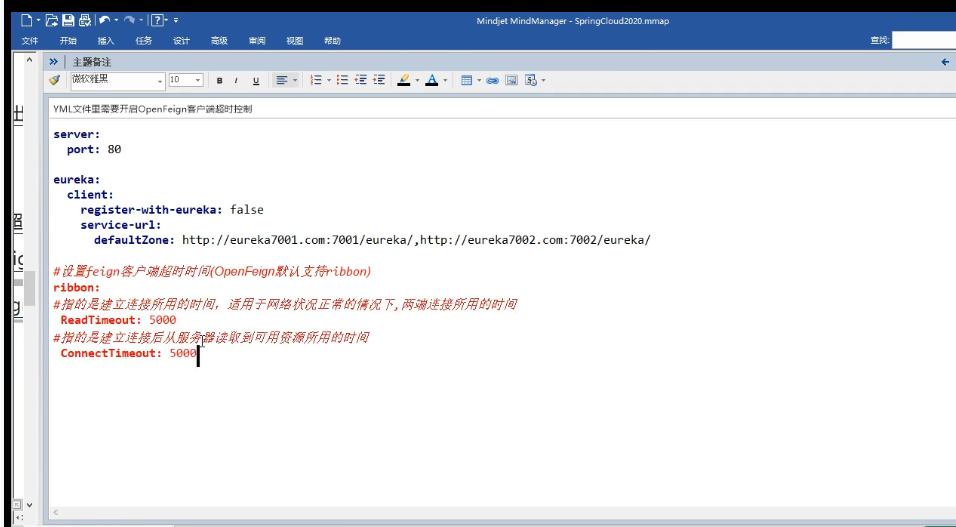 Mindjet MindManager - SpringCloud2020.mmap
文件 开始 插入 任务 设计 高级 审阅 视图 帮助 查找:
主题备注
微软雅黑 10 B I U A
YML文件里需要开启OpenFeign客户端超时控制
server:
port: 80
eureka:
client:
register-with-eureka: false
service-url:
defaultZone: http://eureka7001.com:7001/eureka/,http://eureka7002.com:7002/eureka/
#设置feign客户端超时时间(OpenFeign默认支持ribbon)
ribbon:
#指的是建立连接所用的时间，适用于网络状况正常的情况下,两端连接所用的时间
ReadTimeout: 5000
#指的是建立连接后从服务器读取到可用资源所用的时间
ConnectTimeout: 5000